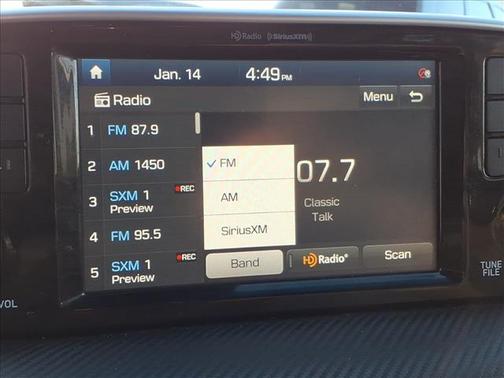 HD Radio (SiriusXM)
Jan. 14 4:49 PM
Radio Menu
1 FM 87.9
2 AM 1450
3 SXM 1 REC
Preview
4 FM 95.5
5 SXM 1 REC
Preview
FM
AM
SiriusXM
07.7
Classic
Talk
Band HD Radio® Scan
VOL
TUNE
FILE